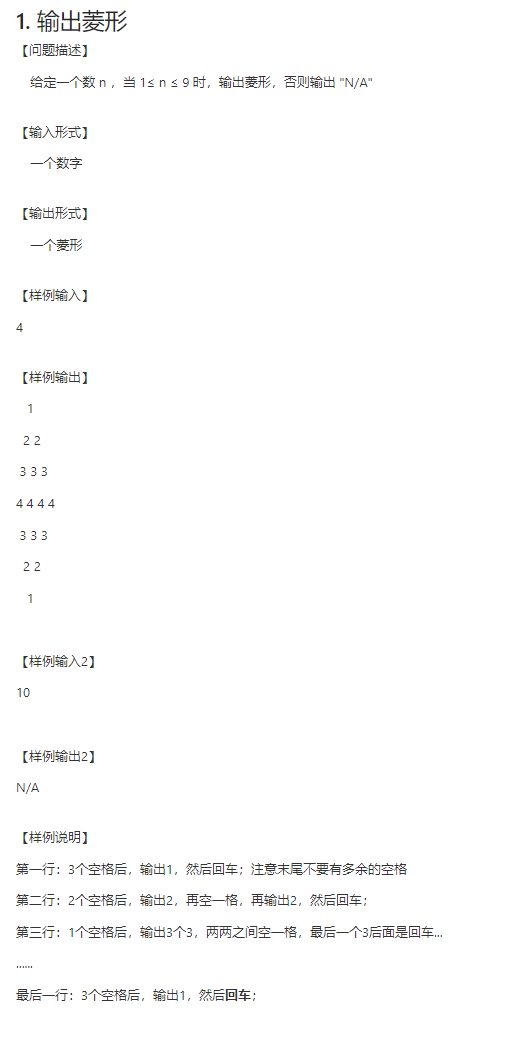 1. 输出菱形
【问题描述】
给定一个数 n ，当 1≤ n ≤ 9 时，输出菱形，否则输出 "N/A"
【输入形式】
一个数字
【输出形式】
一个菱形
【样例输入】
4
【样例输出】
   1
  2 2
 3 3 3
4 4 4 4
 3 3 3
  2 2
   1
【样例输入2】
10
【样例输出2】
N/A
【样例说明】
第一行：3个空格后，输出1，然后回车；注意末尾不要有多余的空格
第二行：2个空格后，输出2，再空一格，再输出2，然后回车；
第三行：1个空格后，输出3个3，两两之间空一格，最后一个3后面是回车...
......
最后一行：3个空格后，输出1，然后回车；